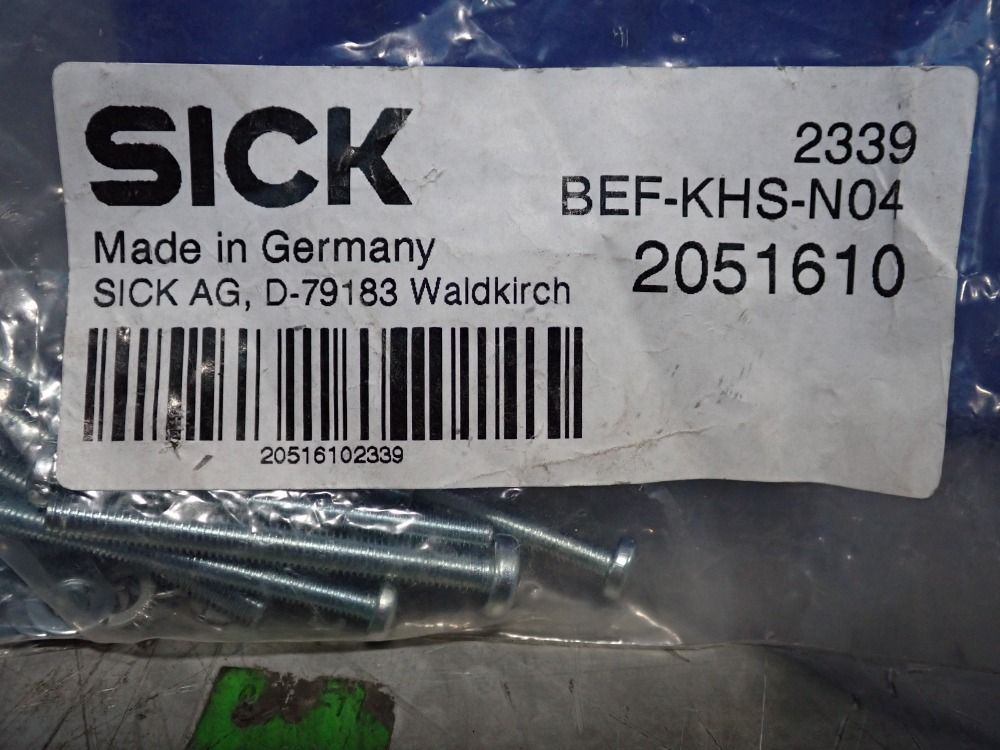 SICK
Made in Germany
SICK AG, D-79183 Waldkirch
20516102339
2339
BEF-KHS-N04
2051610